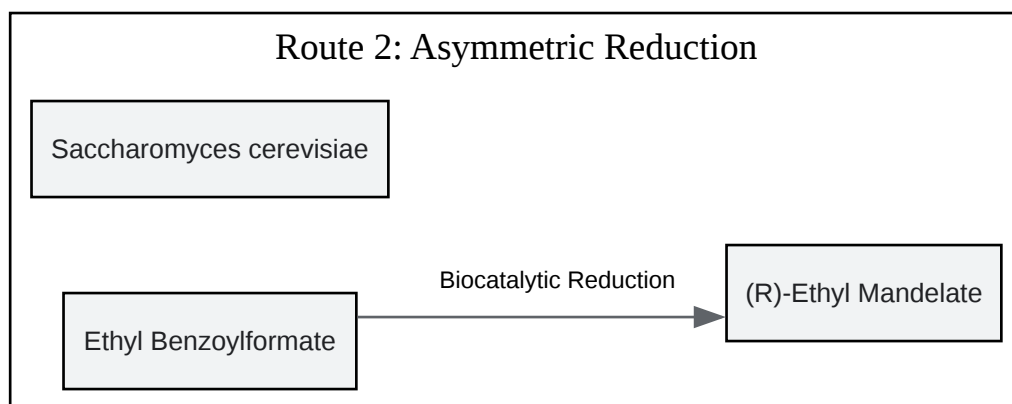 Route 2: Asymmetric Reduction
Saccharomyces cerevisiae
Biocatalytic Reduction
(R)-Ethyl Mandelate
Ethyl Benzoylformate